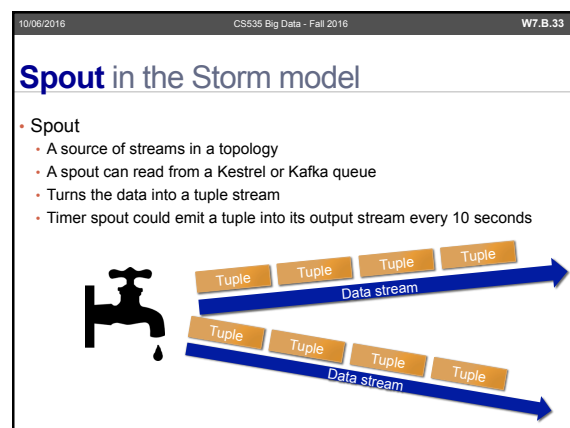 10/06/2016 CS535 Big Data - Fall 2016 W7.B.33
Spout in the Storm model
• Spout
• A source of streams in a topology
• A spout can read from a Kestrel or Kafka queue
• Turns the data into a tuple stream
• Timer spout could emit a tuple into its output stream every 10 seconds
Tuple Tuple Tuple Tuple
Data stream
Tuple Tuple Tuple Tuple
Data stream